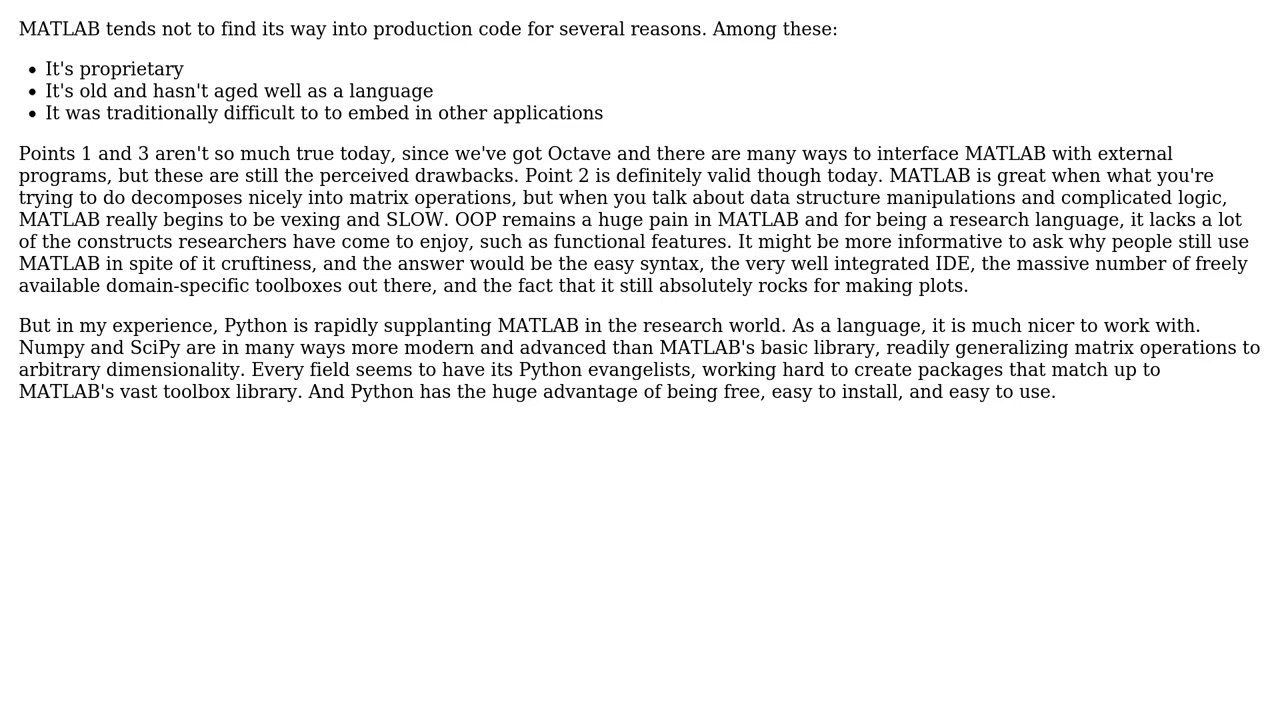 MATLAB tends not to find its way into production code for several reasons. Among these:
• It's proprietary
• It's old and hasn't aged well as a language
• It was traditionally difficult to to embed in other applications
Points 1 and 3 aren't so much true today, since we've got Octave and there are many ways to interface MATLAB with external
programs, but these are still the perceived drawbacks. Point 2 is definitely valid though today. MATLAB is great when what you're
trying to do decomposes nicely into matrix operations, but when you talk about data structure manipulations and complicated logic,
MATLAB really begins to be vexing and SLOW. OOP remains a huge pain in MATLAB and for being a research language, it lacks a lot
of the constructs researchers have come to enjoy, such as functional features. It might be more informative to ask why people still use
MATLAB in spite of it cruftiness, and the answer would be the easy syntax, the very well integrated IDE, the massive number of freely
available domain-specific toolboxes out there, and the fact that it still absolutely rocks for making plots.
But in my experience, Python is rapidly supplanting MATLAB in the research world. As a language, it is much nicer to work with.
Numpy and SciPy are in many ways more modern and advanced than MATLAB's basic library, readily generalizing matrix operations to
arbitrary dimensionality. Every field seems to have its Python evangelists, working hard to create packages that match up to
MATLAB's vast toolbox library. And Python has the huge advantage of being free, easy to install, and easy to use.